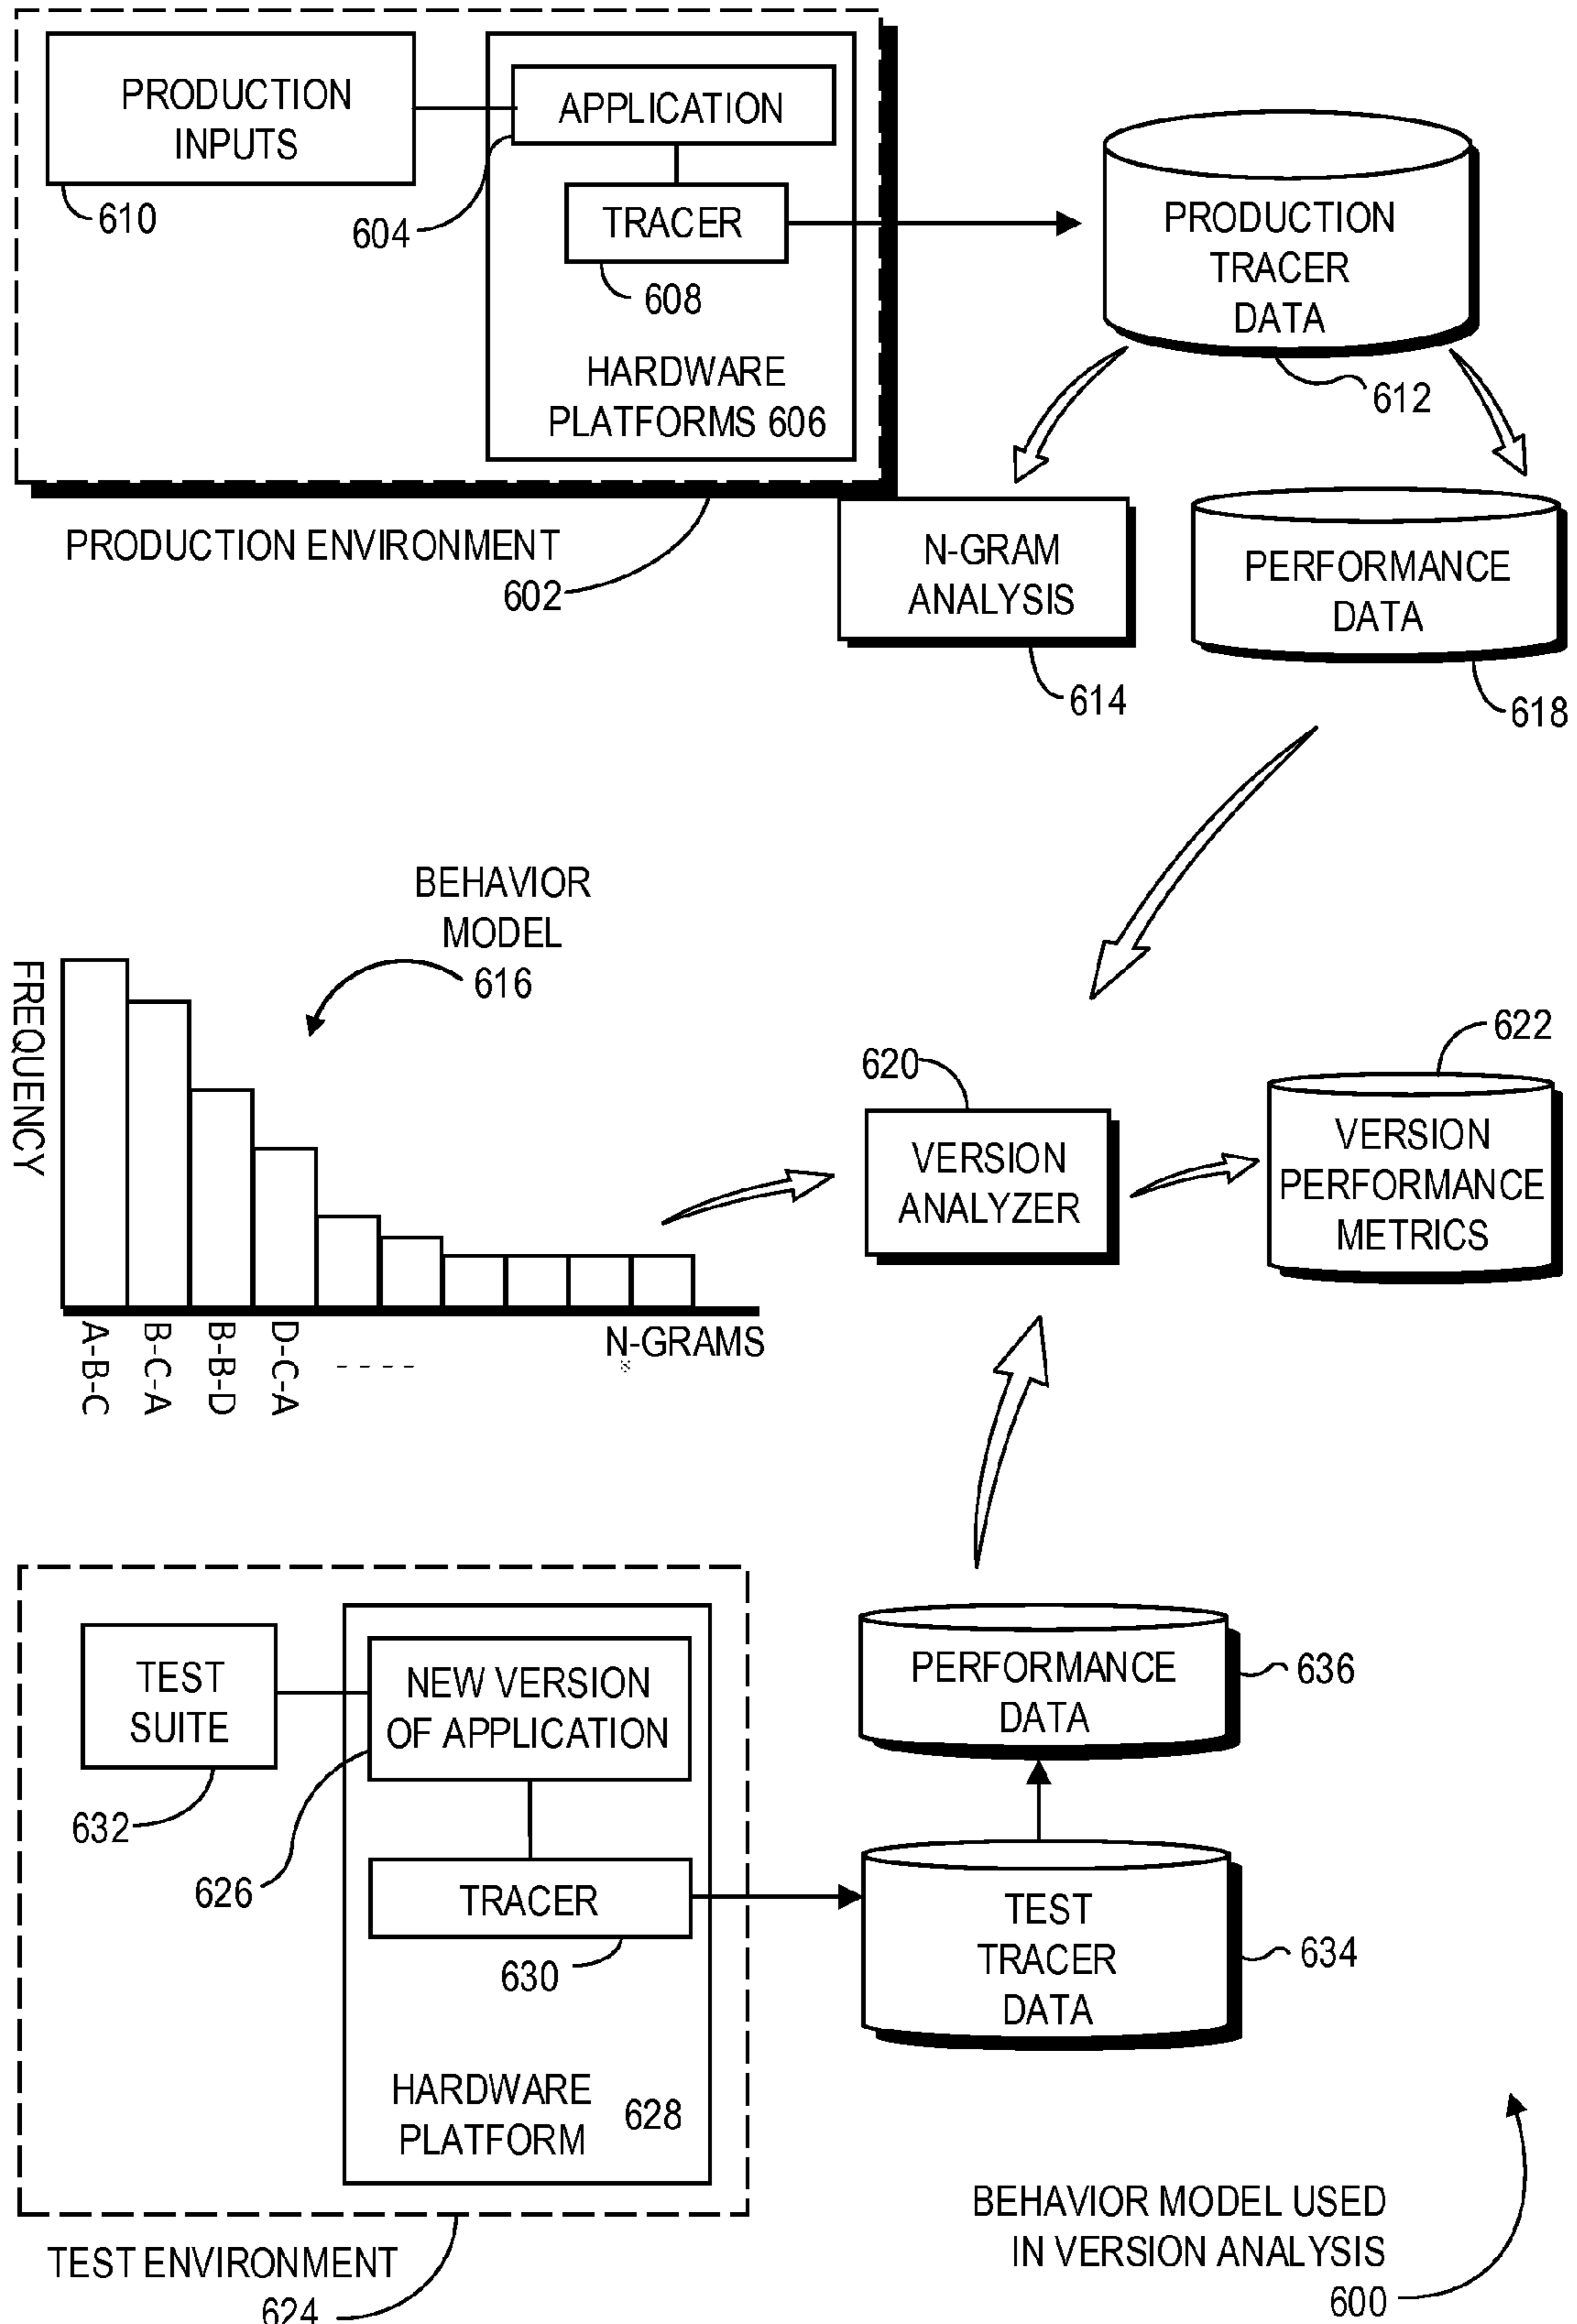 PRODUCTION
INPUTS
610
APPLICATION
604
TRACER
608
HARDWARE
PLATFORMS 606
PRODUCTION ENVIRONMENT
602
PRODUCTION
TRACER
DATA
612
N-GRAM
ANALYSIS
614
PERFORMANCE
DATA
618
BEHAVIOR
MODEL
616
FREQUENCY
A-B-C
B-C-A
B-B-D
D-C-A
- - - -
N-GRAMS
620
VERSION
ANALYZER
622
VERSION
PERFORMANCE
METRICS
TEST
SUITE
632
NEW VERSION
OF APPLICATION
626
TRACER
630
HARDWARE
PLATFORM
628
TEST ENVIRONMENT
624
PERFORMANCE
DATA
636
TEST
TRACER
DATA
634
BEHAVIOR MODEL USED
IN VERSION ANALYSIS
600